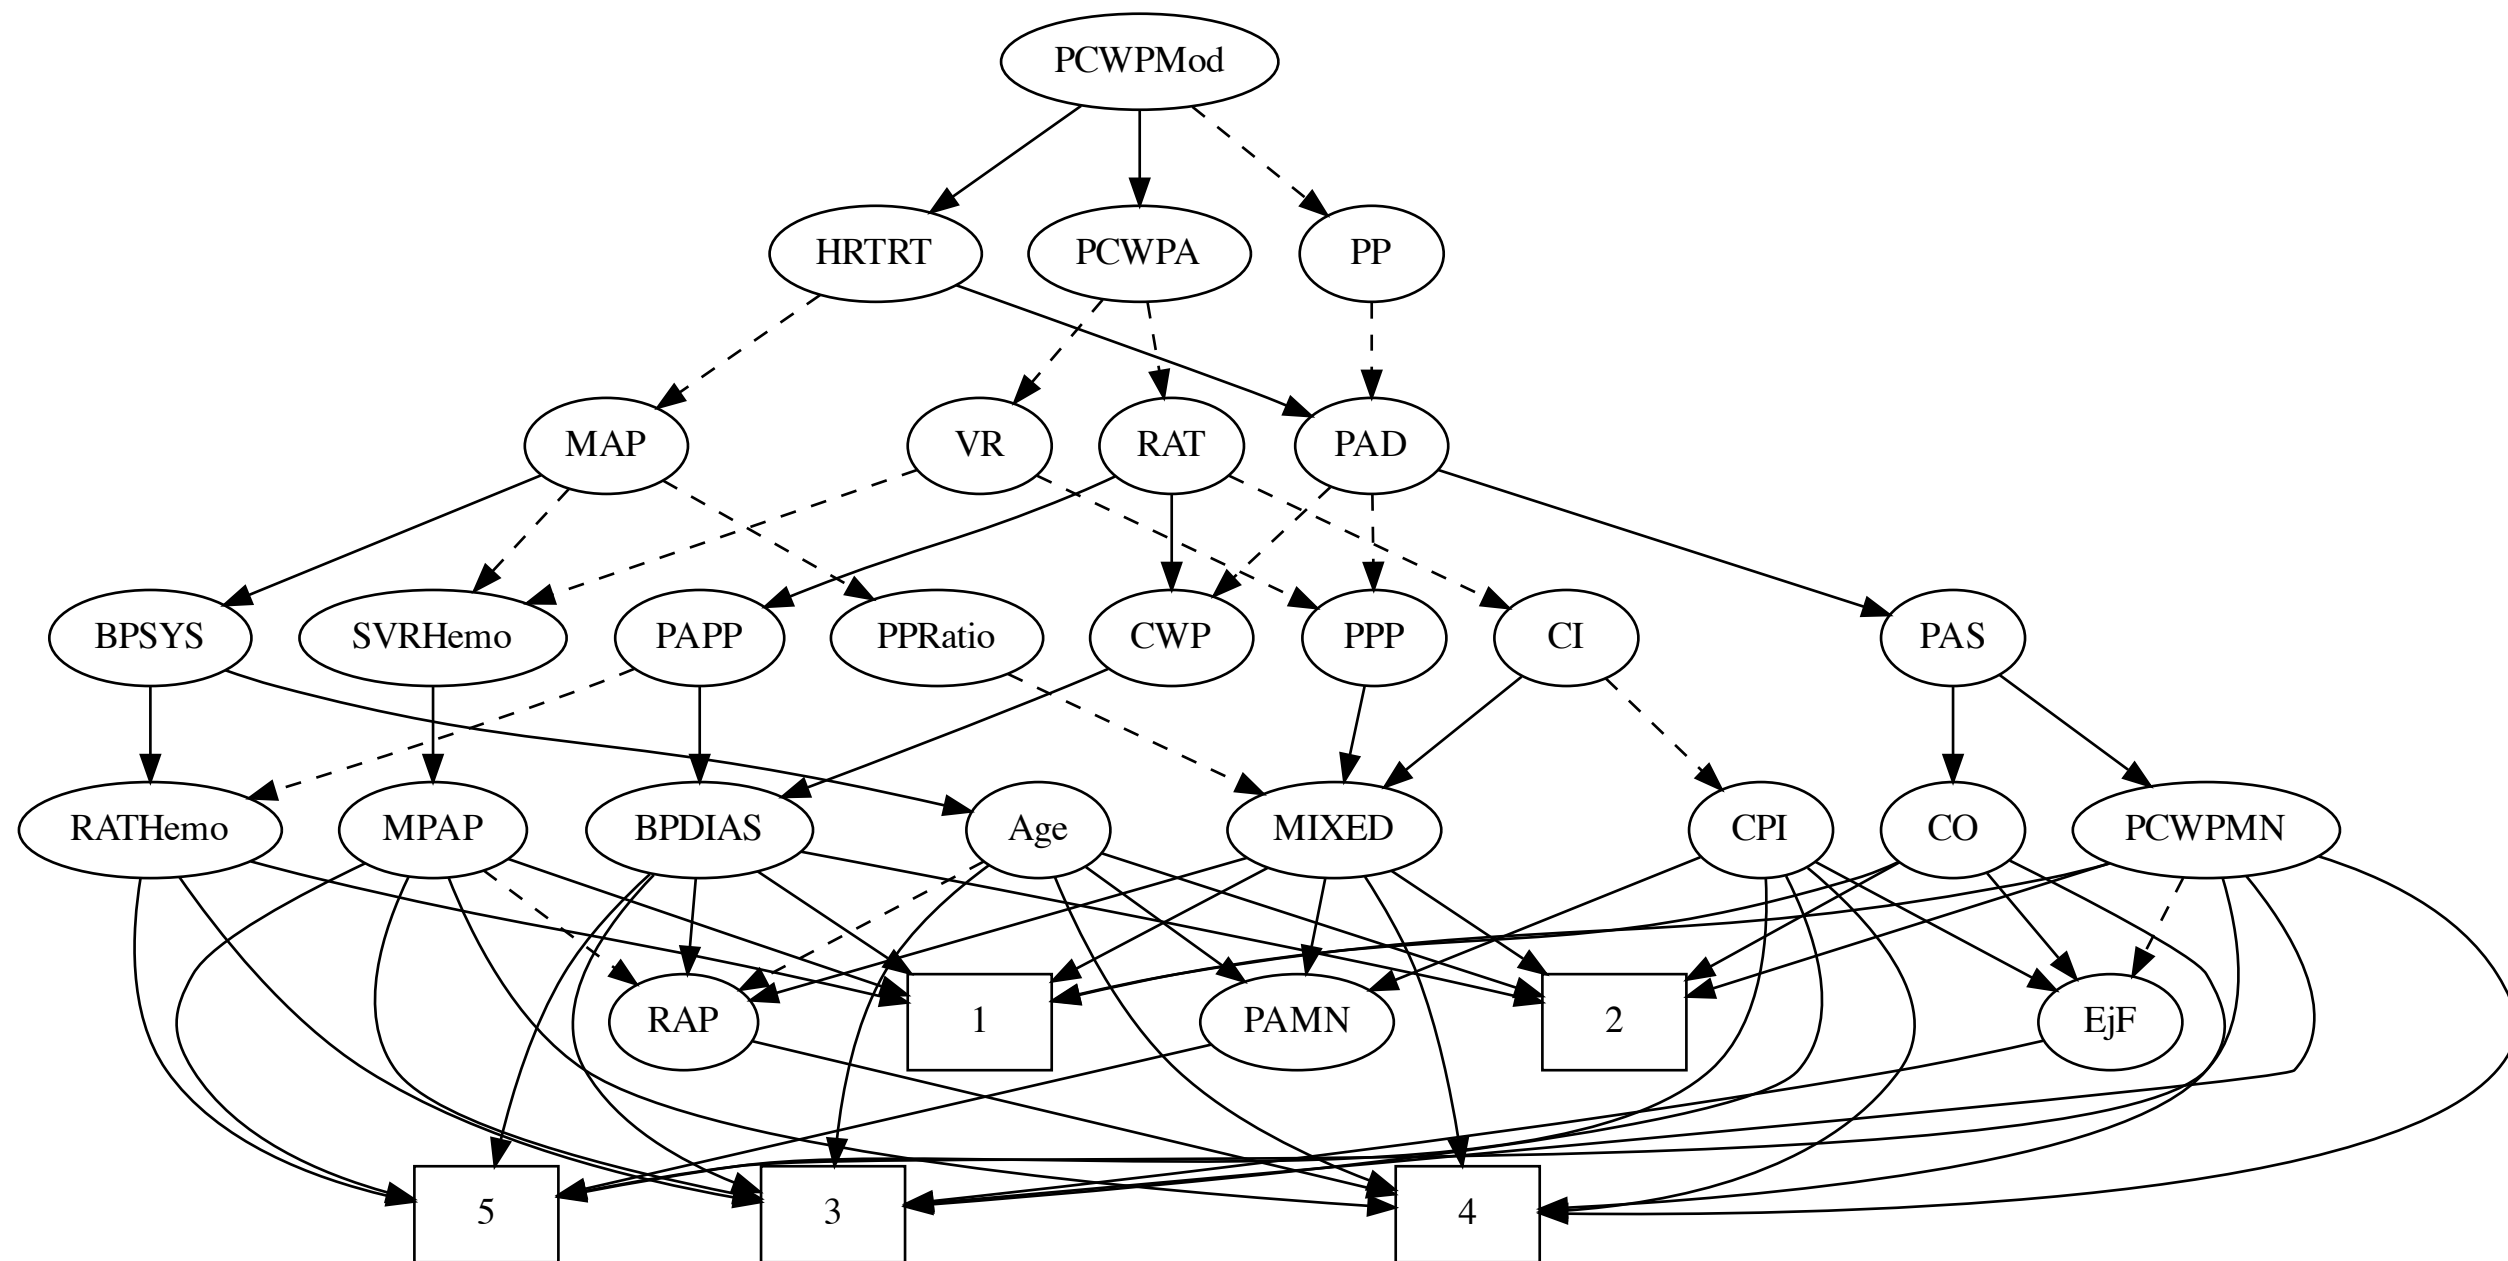 PCWPMod
HRTRT
PCWPA
PP
MAP
VR
RAT
PAD
BPSYS
SVRHemo
PAPP
PPRatio
CWP
PPP
CI
PAS
RATHemo
MPAP
BPDIAS
Age
MIXED
CPI
CO
PCWPMN
RAP
1
PAMN
2
EjF
5
3
4